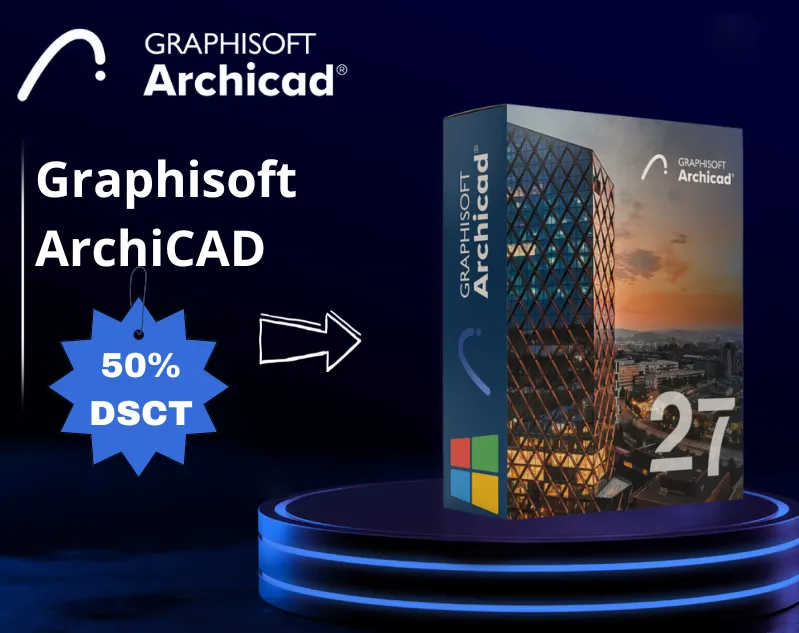 GRAPHISOFT
Archicad®
Graphisoft
ArchiCAD
50%
DSCT
GRAPHISOFT
Archicad®
GRAPHISOFT
Archicad®
27